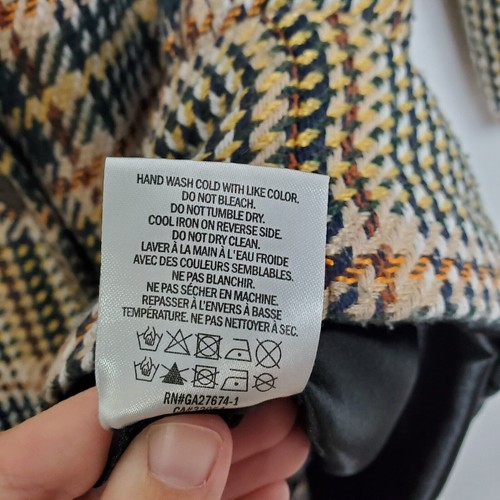 HAND WASH COLD WITH LIKE COLOR.
DO NOT BLEACH.
DO NOT TUMBLE DRY.
COOL IRON ON REVERSE SIDE.
DO NOT DRY CLEAN.
LAVER À LA MAIN À L'EAU FROIDE
AVEC DES COULEURS SEMBLABLES.
NE PAS BLANCHIR.
NE PAS SÉCHER EN MACHINE.
REPASSER À L'ENVERS À BASSE
TEMPÉRATURE. NE PAS NETTOYER À SEC.
RN#GA27674-1